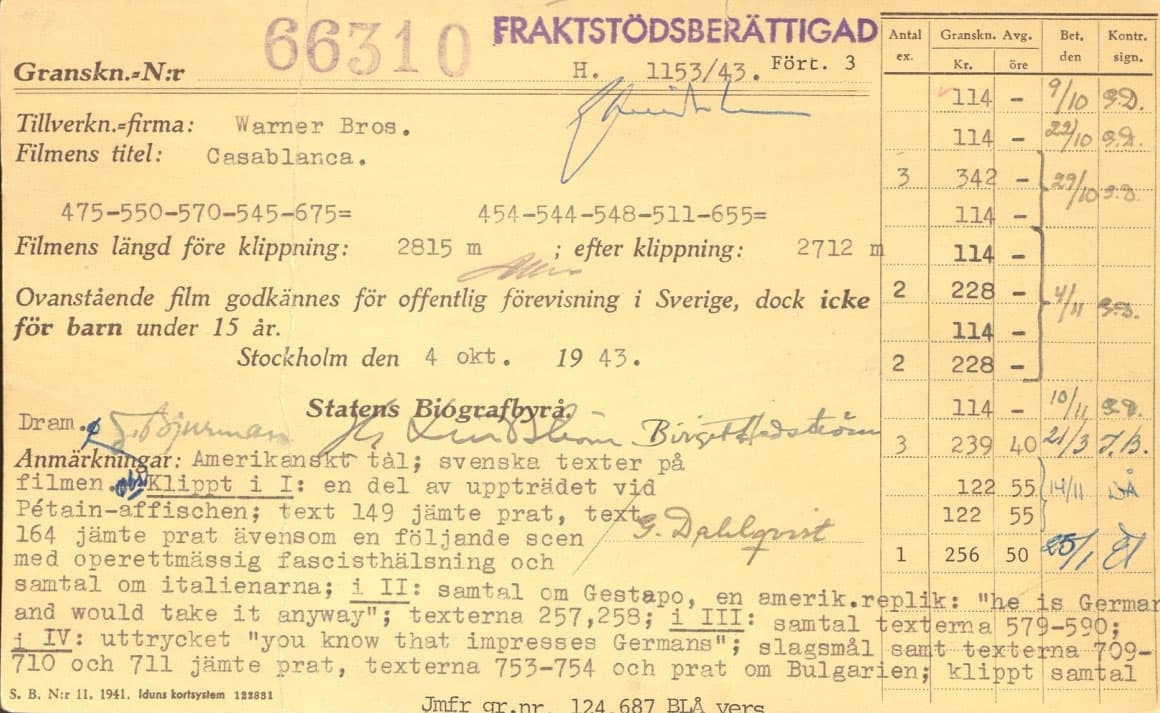 66310 FRAKTSTÖDSBERÄTTIGAD
Granskn.=N:r H. 1153/43. Fört. 3
Tillverkn.=firma: Warner Bros.
Filmens titel: Casablanca.
475-550-570-545-675= 454-544-548-511-655=
Filmens längd före klippning: 2815 m ; efter klippning: 2712 m
Ovanstående film godkännes för offentlig förevisning i Sverige, dock icke
för barn under 15 år.
Stockholm den 4 okt. 19 43.
Statens Biografbyrå.
Dram. Bjurman Lindström Birget Hedström
Anmärkningar: Amerikanskt tål; svenska texter på
filmen. Klippt i I: en del av uppträdet vid
Pétain-affischen; text 149 jämte prat, text
164 jämte prat ävensom en följande scen
G. Dahlqvist
med operettmässig fascisthälsning och
samtal om italienarna; i II: samtal om Gestapo, en amerik.replik: "he is German
and would take it anyway"; texterna 257,258; i III: samtal texterna 579-590;
i IV: uttrycket "you know that impresses Germans"; slagsmål samt texterna 709-
710 och 711 jämte prat, texterna 753-754 och prat om Bulgarien; klippt samtal
S. B. N:r 11, 1941. Iduns kortsystem 122831
Jmfr gr.nr. 124.687 BLÅ vers
Antal ex. Granskn. Avg. Kr. öre Bet, den Kontr. sign.
114 - 9/10 G.D.
114 - 22/10 G.D.
3 342 - 29/10 G.D.
114 -
114 -
2 228 - 4/11 G.D.
114 -
2 228 -
114 - 10/11 G.D.
3 239 40 21/3 J.B.
122 55 14/11
122 55
1 256 50 25/1